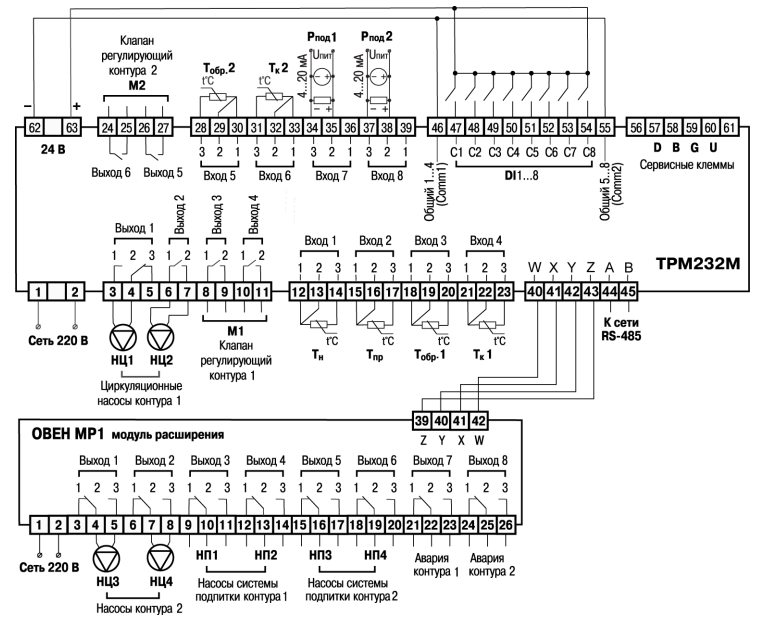 Клапан
регулирующий
контура 2
M2
Tобр.2
t°C
Tк 2
t°C
Pпод1
Uпит
4...20 мА
Pпод2
Uпит
4...20 мА
− +
62 63
24 25 26 27
28 29 30 31 32 33 34 35 36 37 38 39
46 47 48 49 50 51 52 53 54 55
56 57 58 59 60 61
24 В
Выход 6
Выход 5
3 2 1 3 2 1 3 2 1 3 2 1
Вход 5
Вход 6
Вход 7
Вход 8
C1 C2 C3 C4 C5 C6 C7 C8
DI1...8
Общий 1...4
(Comm1)
Общий 5...8
(Comm2)
D B G U
Сервисные клеммы
Выход 1
Выход 2
Выход 3
Выход 4
1 2 3 1 2 1 2 1 2
Вход 1
Вход 2
Вход 3
Вход 4
1 2 3 1 2 3 1 2 3 1 2 3
W X Y Z A B
ТРМ232М
1 2
3 4 5 6 7 8 9 10 11
12 13 14 15 16 17 18 19 20 21 22 23
40 41 42 43 44 45
Сеть 220 В
НЦ1
НЦ2
Циркуляционные
насосы контура 1
M1
Клапан
регулирующий
контура 1
t°C
Tн
t°C
Tпр
t°C
Tобр.1
t°C
Tк 1
К сети
RS-485
39 40 41 42
Z Y X W
ОВЕН МР1 модуль расширения
Выход 1
Выход 2
Выход 3
Выход 4
Выход 5
Выход 6
Выход 7
Выход 8
1 2 3 1 2 3 1 2 3 1 2 3 1 2 3 1 2 3 1 2 3 1 2 3
1 2 3 4 5 6 7 8 9 10 11 12 13 14 15 16 17 18 19 20 21 22 23 24 25 26
Сеть 220 В
НЦ3
НЦ4
Насосы контура 2
НП1
НП2
Насосы системы
подпитки контура1
НП3
НП4
Насосы системы
подпитки контура2
Авария
контура 1
Авария
контура 2